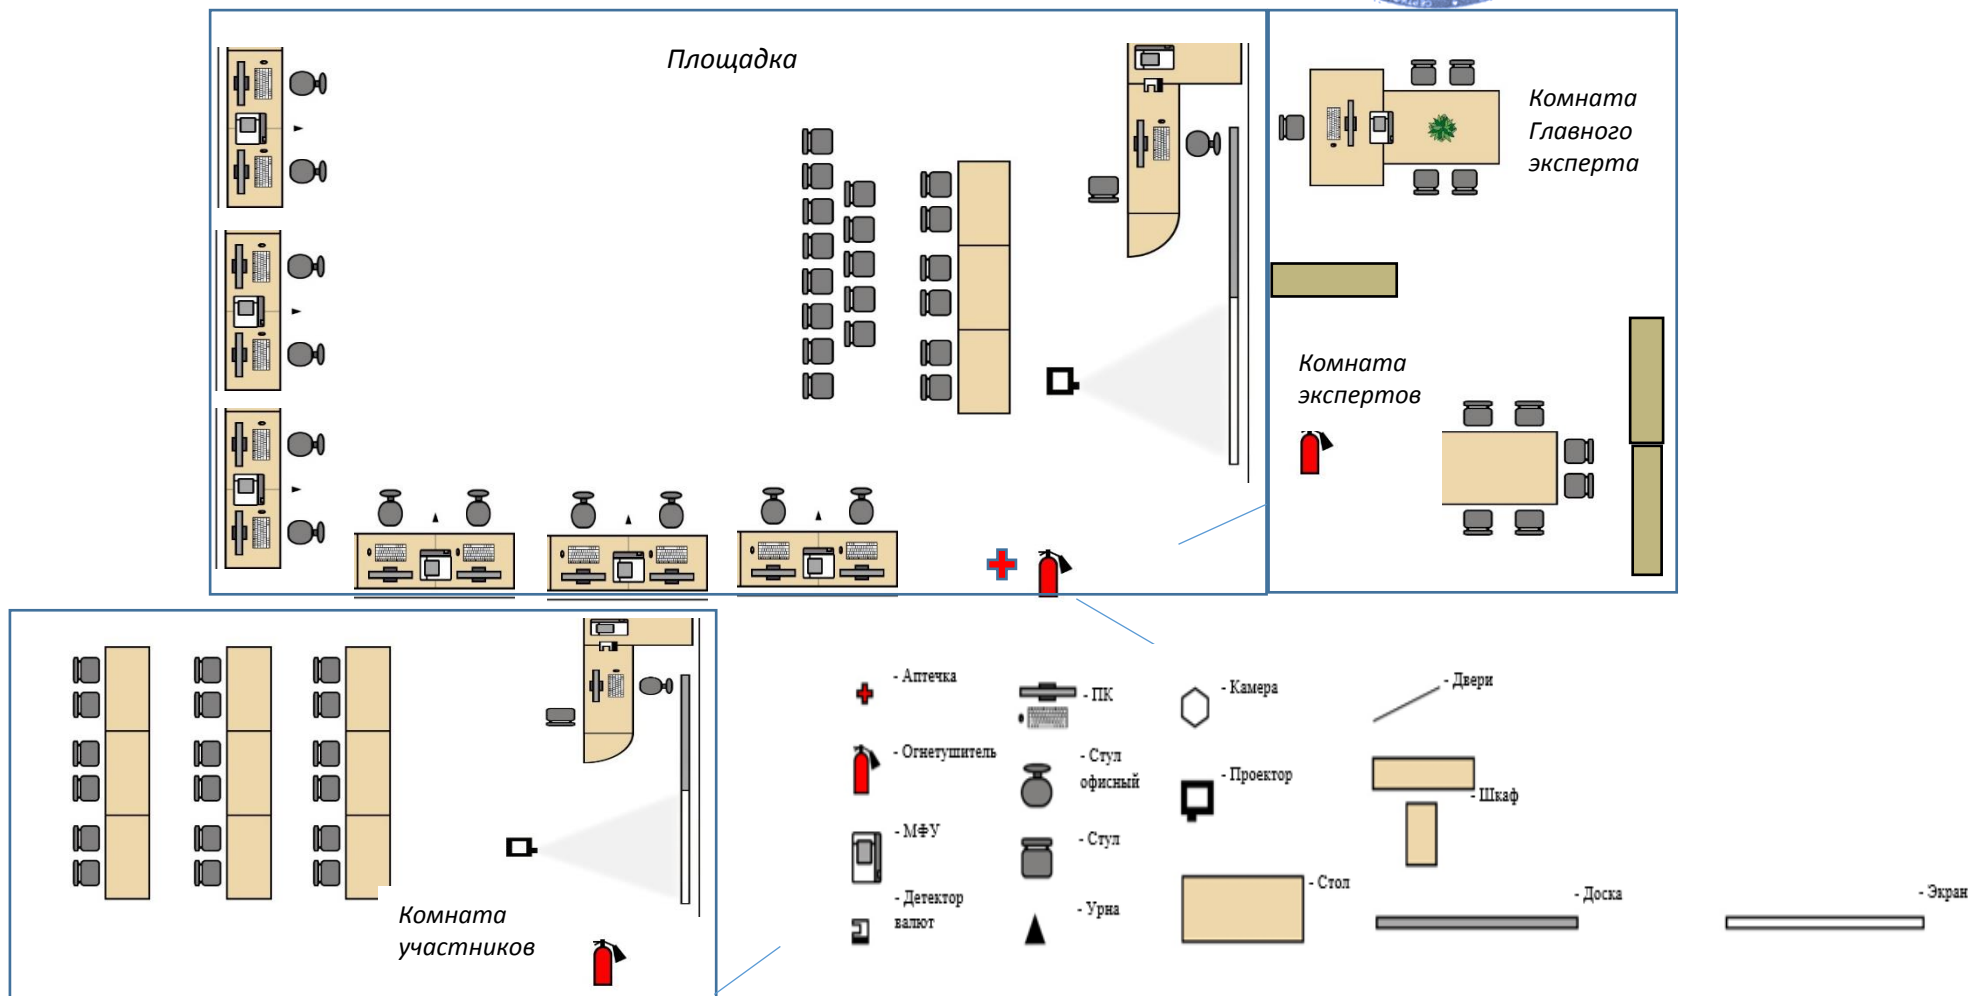 Площадка
Комната
Главного
эксперта
Комната
экспертов
Комната
участников
- Аптечка
- Огнетушитель
- МФУ
- Детектор
валют
- ПК
- Стул
офисный
- Стул
- Урна
- Камера
- Проектор
- Стол
- Двери
- Шкаф
- Доска
- Экран